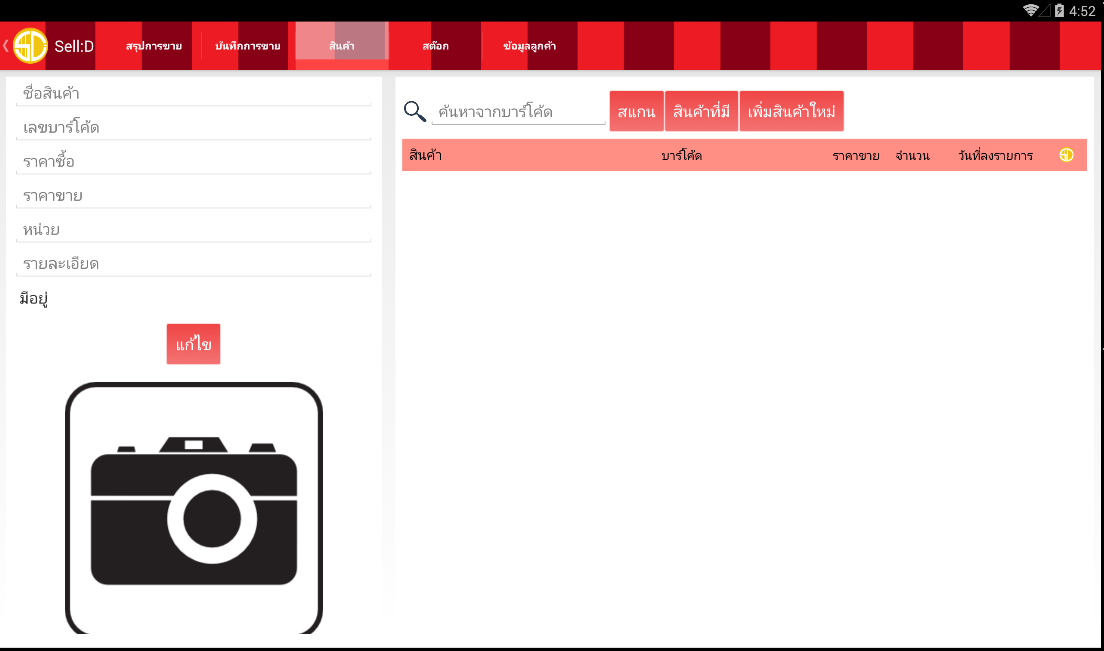 4:52
Sell:D สรุปการขาย บันทึกการขาย สินค้า สต๊อก ข้อมูลลูกค้า
ชื่อสินค้า
เลขบาร์โค้ด
ราคาซื้อ
ราคาขาย
หน่วย
รายละเอียด
มีอยู่
แก้ไข
ค้นหาจากบาร์โค้ด สแกน สินค้าที่มี เพิ่มสินค้าใหม่
สินค้า บาร์โค้ด ราคาขาย จำนวน วันที่ลงรายการ